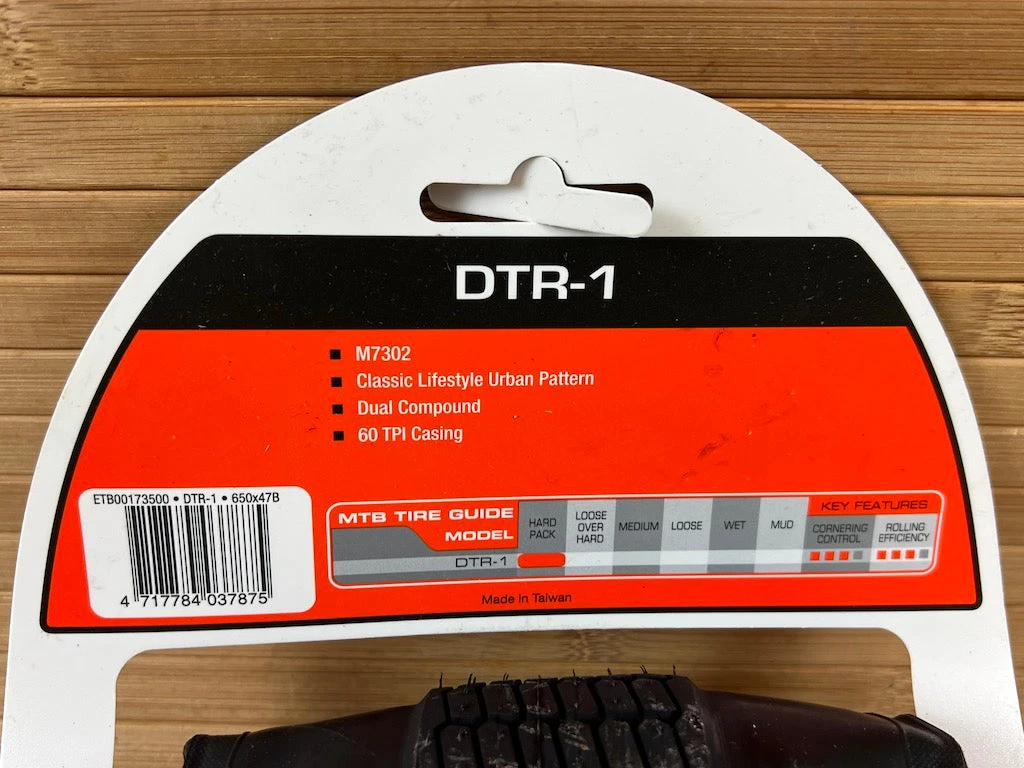 DTR-1
M7302
Classic Lifestyle Urban Pattern
Dual Compound
60 TPI Casing
ETB00173500 • DTR-1 • 650x47B
4 717784 037875
MTB TIRE GUIDE
MODEL
HARD PACK
LOOSE OVER HARD
MEDIUM
LOOSE
WET
MUD
KEY FEATURES
CORNERING CONTROL
ROLLING EFFICIENCY
DTR-1
Made In Taiwan